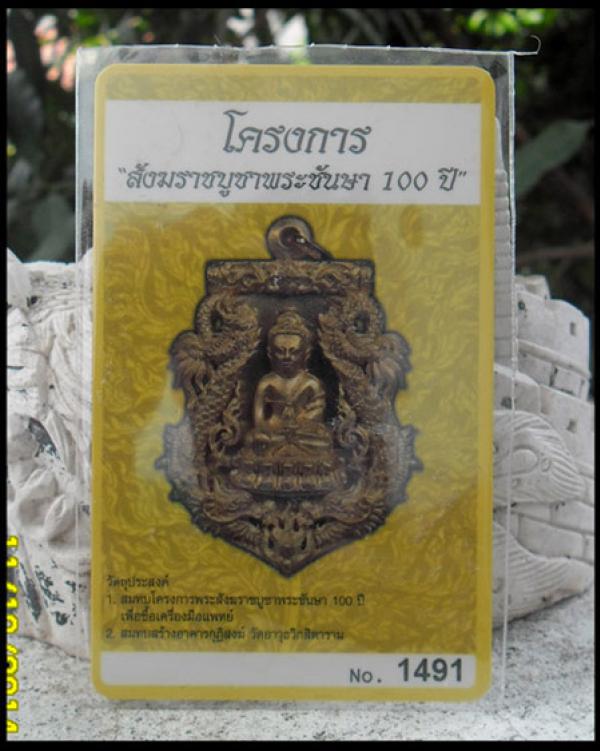 โครงการ
"สังฆราชบูชาพระชันษา 100 ปี"
วัตถุประสงค์
1. สมทบโครงการพระสังฆราชบูชาพระชันษา 100 ปี
เพื่อซื้อเครื่องมือแพทย์
2. สมทบสร้างอาคารกุฏิสงฆ์ วัดอาวุธวิกสิตาราม
No. 1491